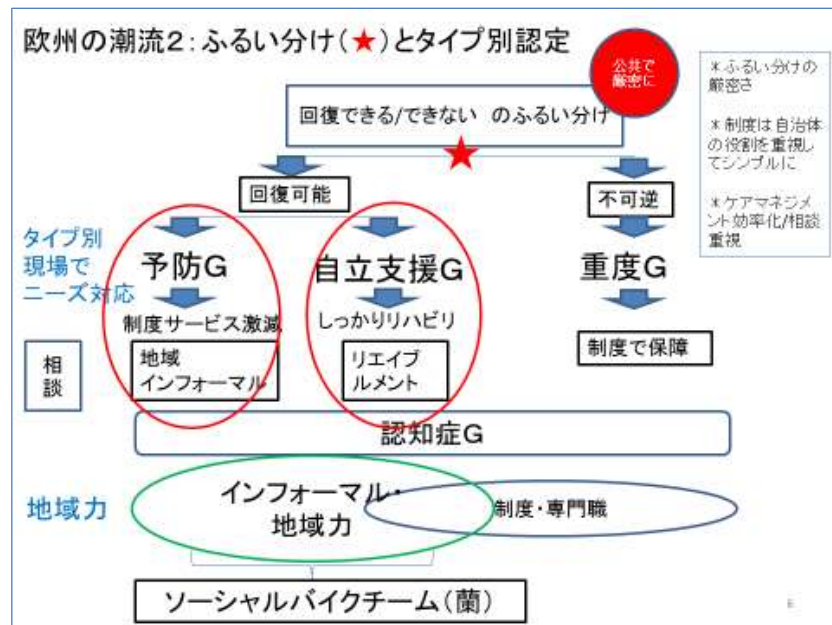 欧州の潮流２：ふるい分け（★）とタイプ別認定
公共で
厳密に
＊ふるい分けの
厳密さ
＊制度は自治体
の役割を重視し
てシンプルに
＊ケアマネジメ
ント効率化/相談
重視
回復できる/できない のふるい分け
回復可能
不可逆
タイプ別
現場で
ニーズ対応
予防G
自立支援G
重度G
制度サービス激減
しっかりリハビリ
制度で保障
相
談
地域
インフォーマル
リエイブ
ルメント
認知症G
地域力
インフォーマル・
地域力
制度・専門職
ソーシャルバイクチーム（蘭）